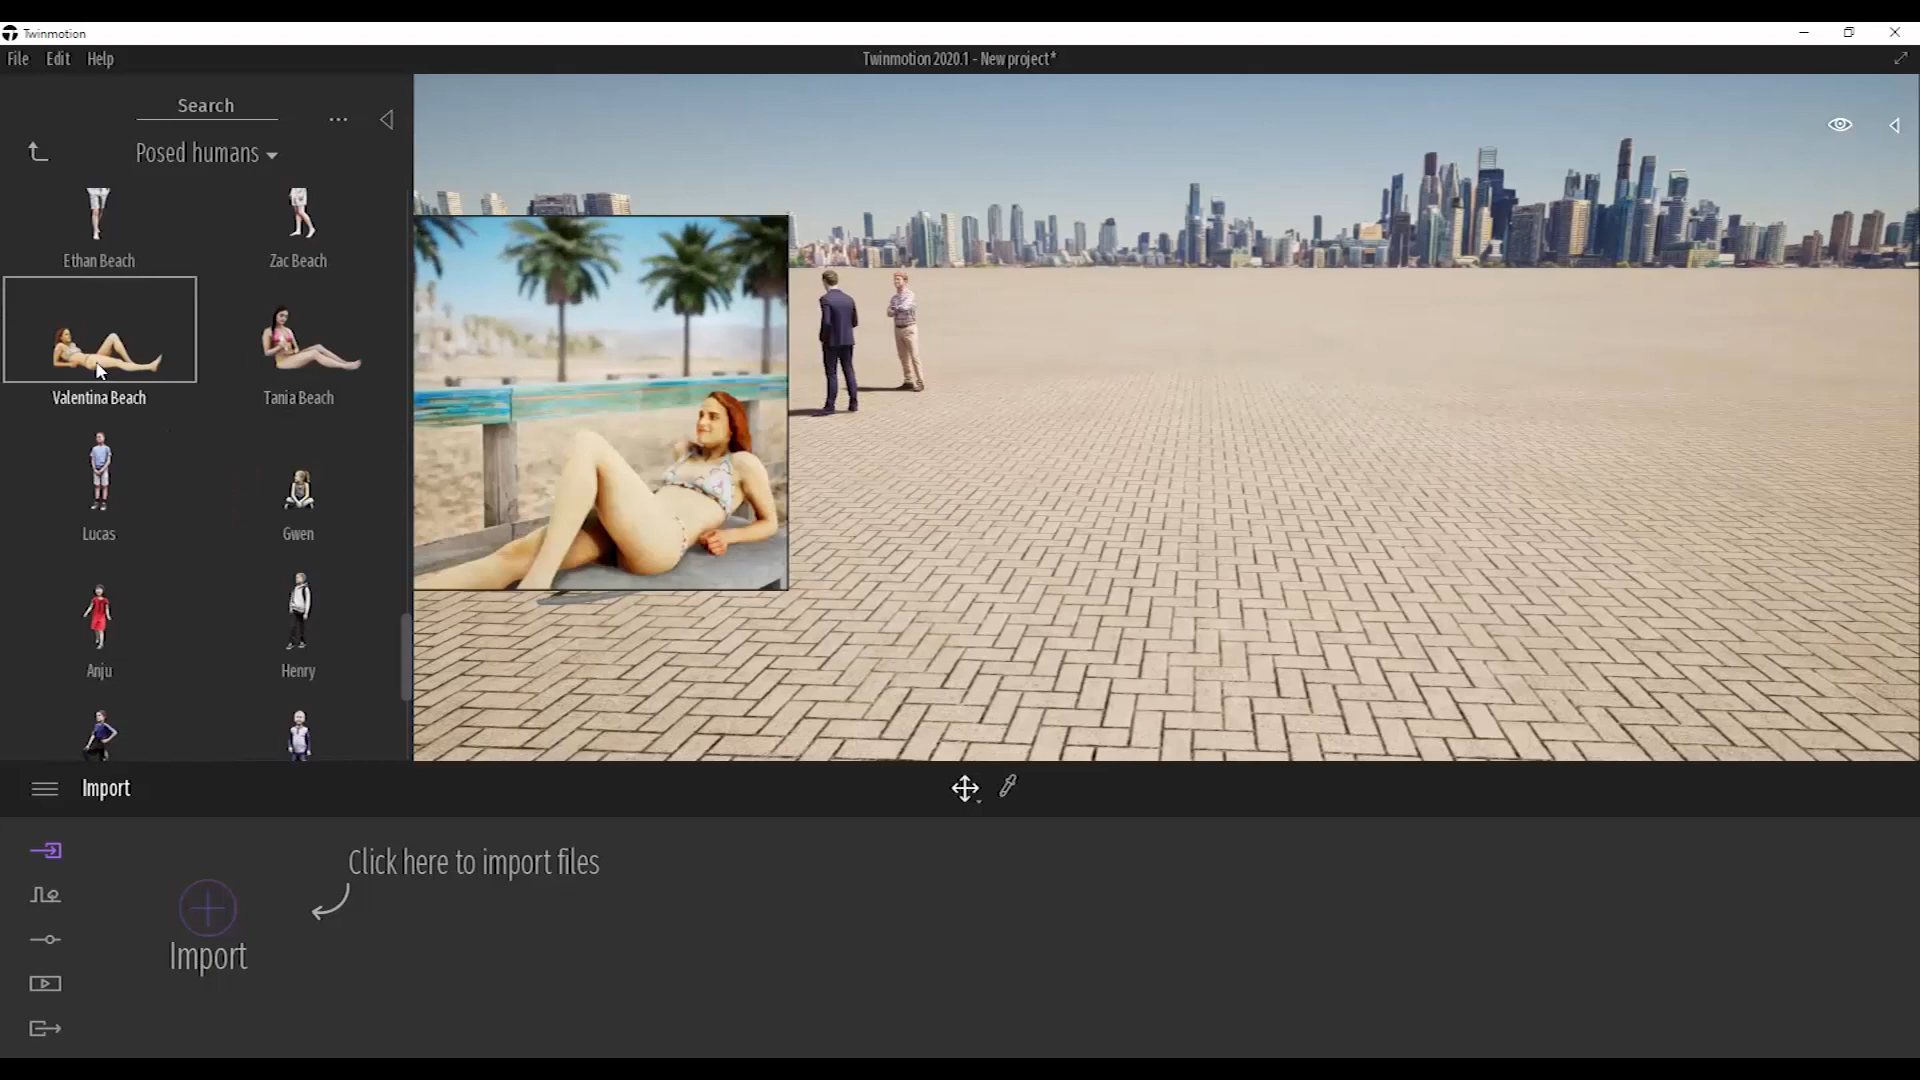 Twinmotion
File Edit Help
Twinmotion 2020.1 - New project*
Search
...
Posed humans
Ethan Beach
Zac Beach
Valentina Beach
Tania Beach
Lucas
Gwen
Anju
Henry
Import
Click here to import files
Import